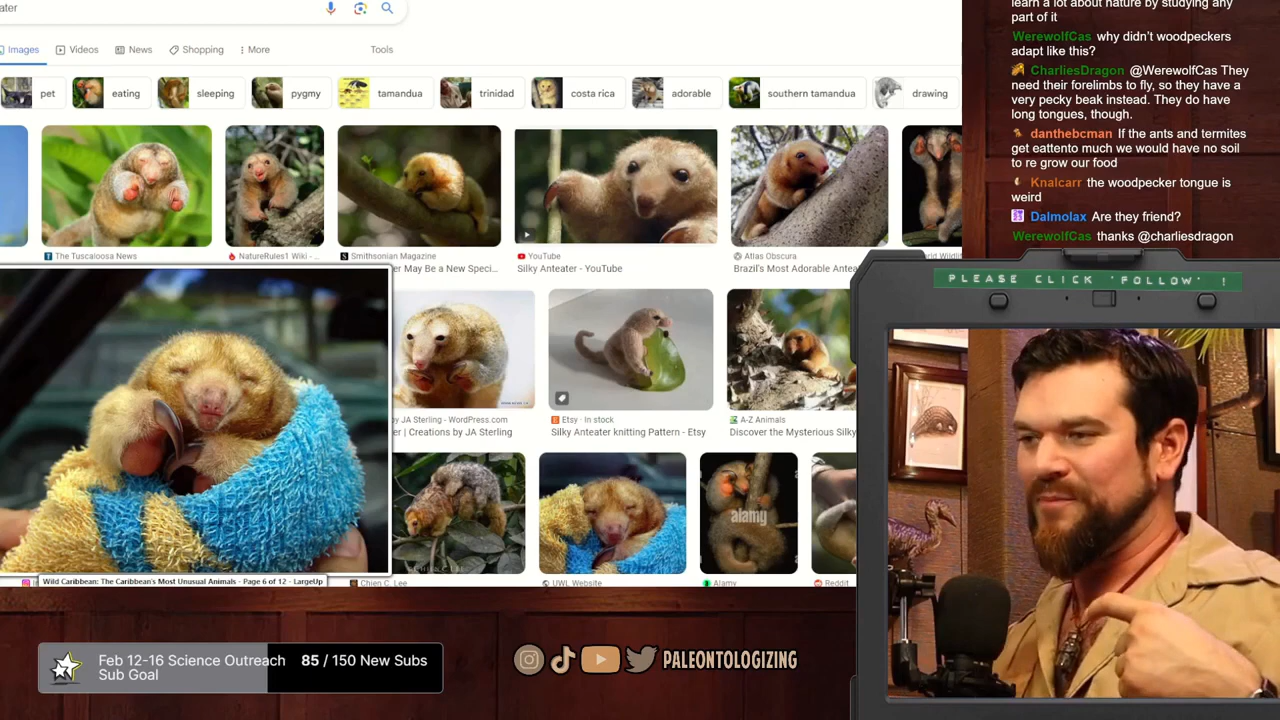 ater
Images
Videos
News
Shopping
More
Tools
pet
eating
sleeping
pygmy
tamandua
trinidad
costa rica
adorable
southern tamandua
drawing
The Tuscaloosa News
NatureRules1 Wiki - ...
Smithsonian Magazine
er May Be a New Speci...
YouTube
Silky Anteater - YouTube
Atlas Obscura
Brazil's Most Adorable Antea
by JA Sterling - WordPress.com
er | Creations by JA Sterling
Etsy · In stock
Silky Anteater knitting Pattern - Etsy
A-Z Animals
Discover the Mysterious Silky
alamy
Wild Caribbean: The Caribbean's Most Unusual Animals - Page 6 of 12 - LargeUp
Chien C. Lee
UWL Website
Alamy
Reddit
learn a lot about nature by studying any
part of it
WerewolfCas why didn't woodpeckers
adapt like this?
CharliesDragon @WerewolfCas They
need their forelimbs to fly, so they have a
very pecky beak instead. They do have
long tongues, though.
danthebcman If the ants and termites
get eattento much we would have no soil
to re grow our food
Knalcarr the woodpecker tongue is
weird
Dalmolax Are they friend?
WerewolfCas thanks @charliesdragon
PLEASE CLICK 'FOLLOW' !
Feb 12-16 Science Outreach
Sub Goal
85 / 150 New Subs
PALEONTOLOGIZING